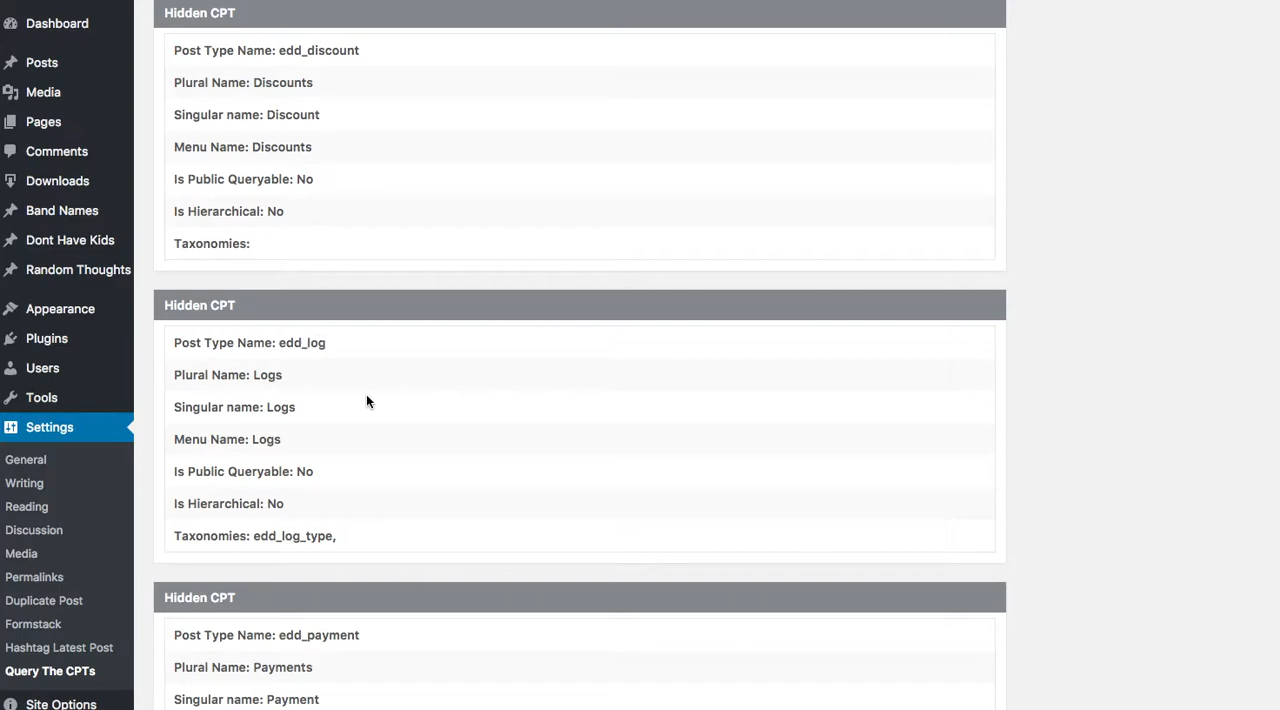 Dashboard
Posts
Media
Pages
Comments
Downloads
Band Names
Dont Have Kids
Random Thoughts
Appearance
Plugins
Users
Tools
Settings
General
Writing
Reading
Discussion
Media
Permalinks
Duplicate Post
Formstack
Hashtag Latest Post
Query The CPTs
Site Options
Hidden CPT
Post Type Name: edd_discount
Plural Name: Discounts
Singular name: Discount
Menu Name: Discounts
Is Public Queryable: No
Is Hierarchical: No
Taxonomies:
Hidden CPT
Post Type Name: edd_log
Plural Name: Logs
Singular name: Logs
Menu Name: Logs
Is Public Queryable: No
Is Hierarchical: No
Taxonomies: edd_log_type,
Hidden CPT
Post Type Name: edd_payment
Plural Name: Payments
Singular name: Payment